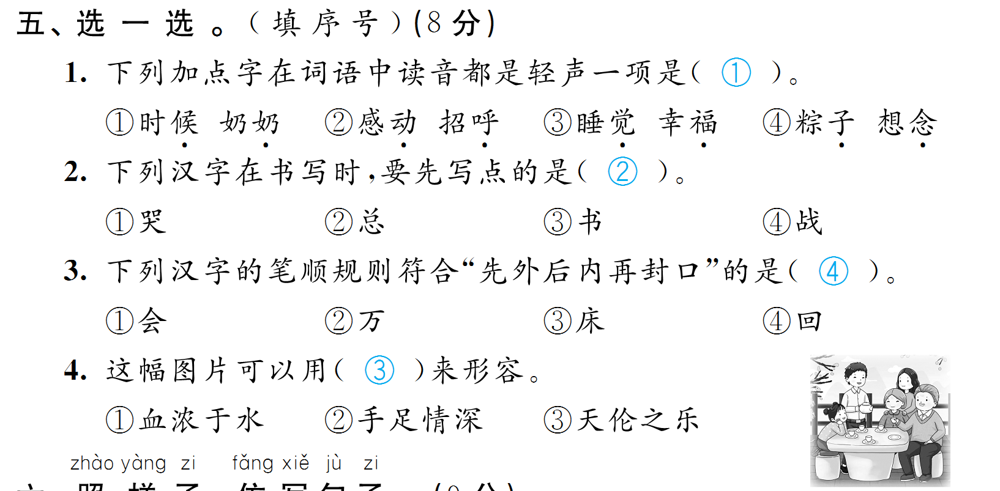 五、选一选。(填序号)(8分)
1. 下列加点字在词语中读音都是轻声一项是( ① )。
①时候 奶奶 ②感动 招呼 ③睡觉 幸福 ④粽子 想念
2. 下列汉字在书写时,要先写点的是( ② )。
①哭 ②总 ③书 ④战
3. 下列汉字的笔顺规则符合“先外后内再封口”的是( ④ )。
①会 ②万 ③床 ④回
4. 这幅图片可以用( ③ )来形容。
①血浓于水 ②手足情深 ③天伦之乐
zhào yàng zi fǎng xiě jù zi